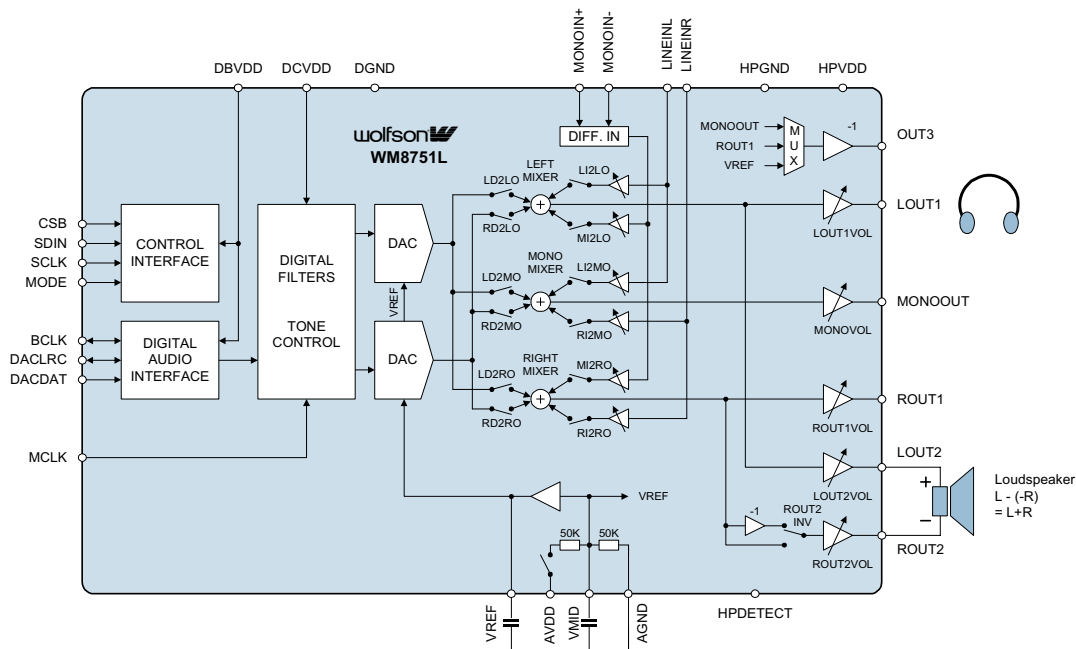 MONOIN+
MONOIN-
LINEINL
LINEINR
DBVDD
DCVDD
DGND
HPGND
HPVDD
wolfson
WM8751L
DIFF. IN
MONOOUT
ROUT1
VREF
MUX
-1
OUT3
CSB
SDIN
SCLK
MODE
CONTROL
INTERFACE
BCLK
DACLRC
DACDAT
DIGITAL
AUDIO
INTERFACE
MCLK
DIGITAL
FILTERS
TONE
CONTROL
DAC
VREF
DAC
LEFT
MIXER
LD2LO
RD2LO
LI2LO
MI2LO
MONO
MIXER
LD2MO
RD2MO
LI2MO
RI2MO
RIGHT
MIXER
LD2RO
RD2RO
MI2RO
RI2RO
LOUT1VOL
LOUT1
MONOVOL
MONOOUT
ROUT1VOL
ROUT1
LOUT2VOL
LOUT2
-1
ROUT2
INV
ROUT2VOL
ROUT2
+
−
Loudspeaker
L - (-R)
= L+R
VREF
50K
50K
VREF
AVDD
VMID
AGND
HPDETECT